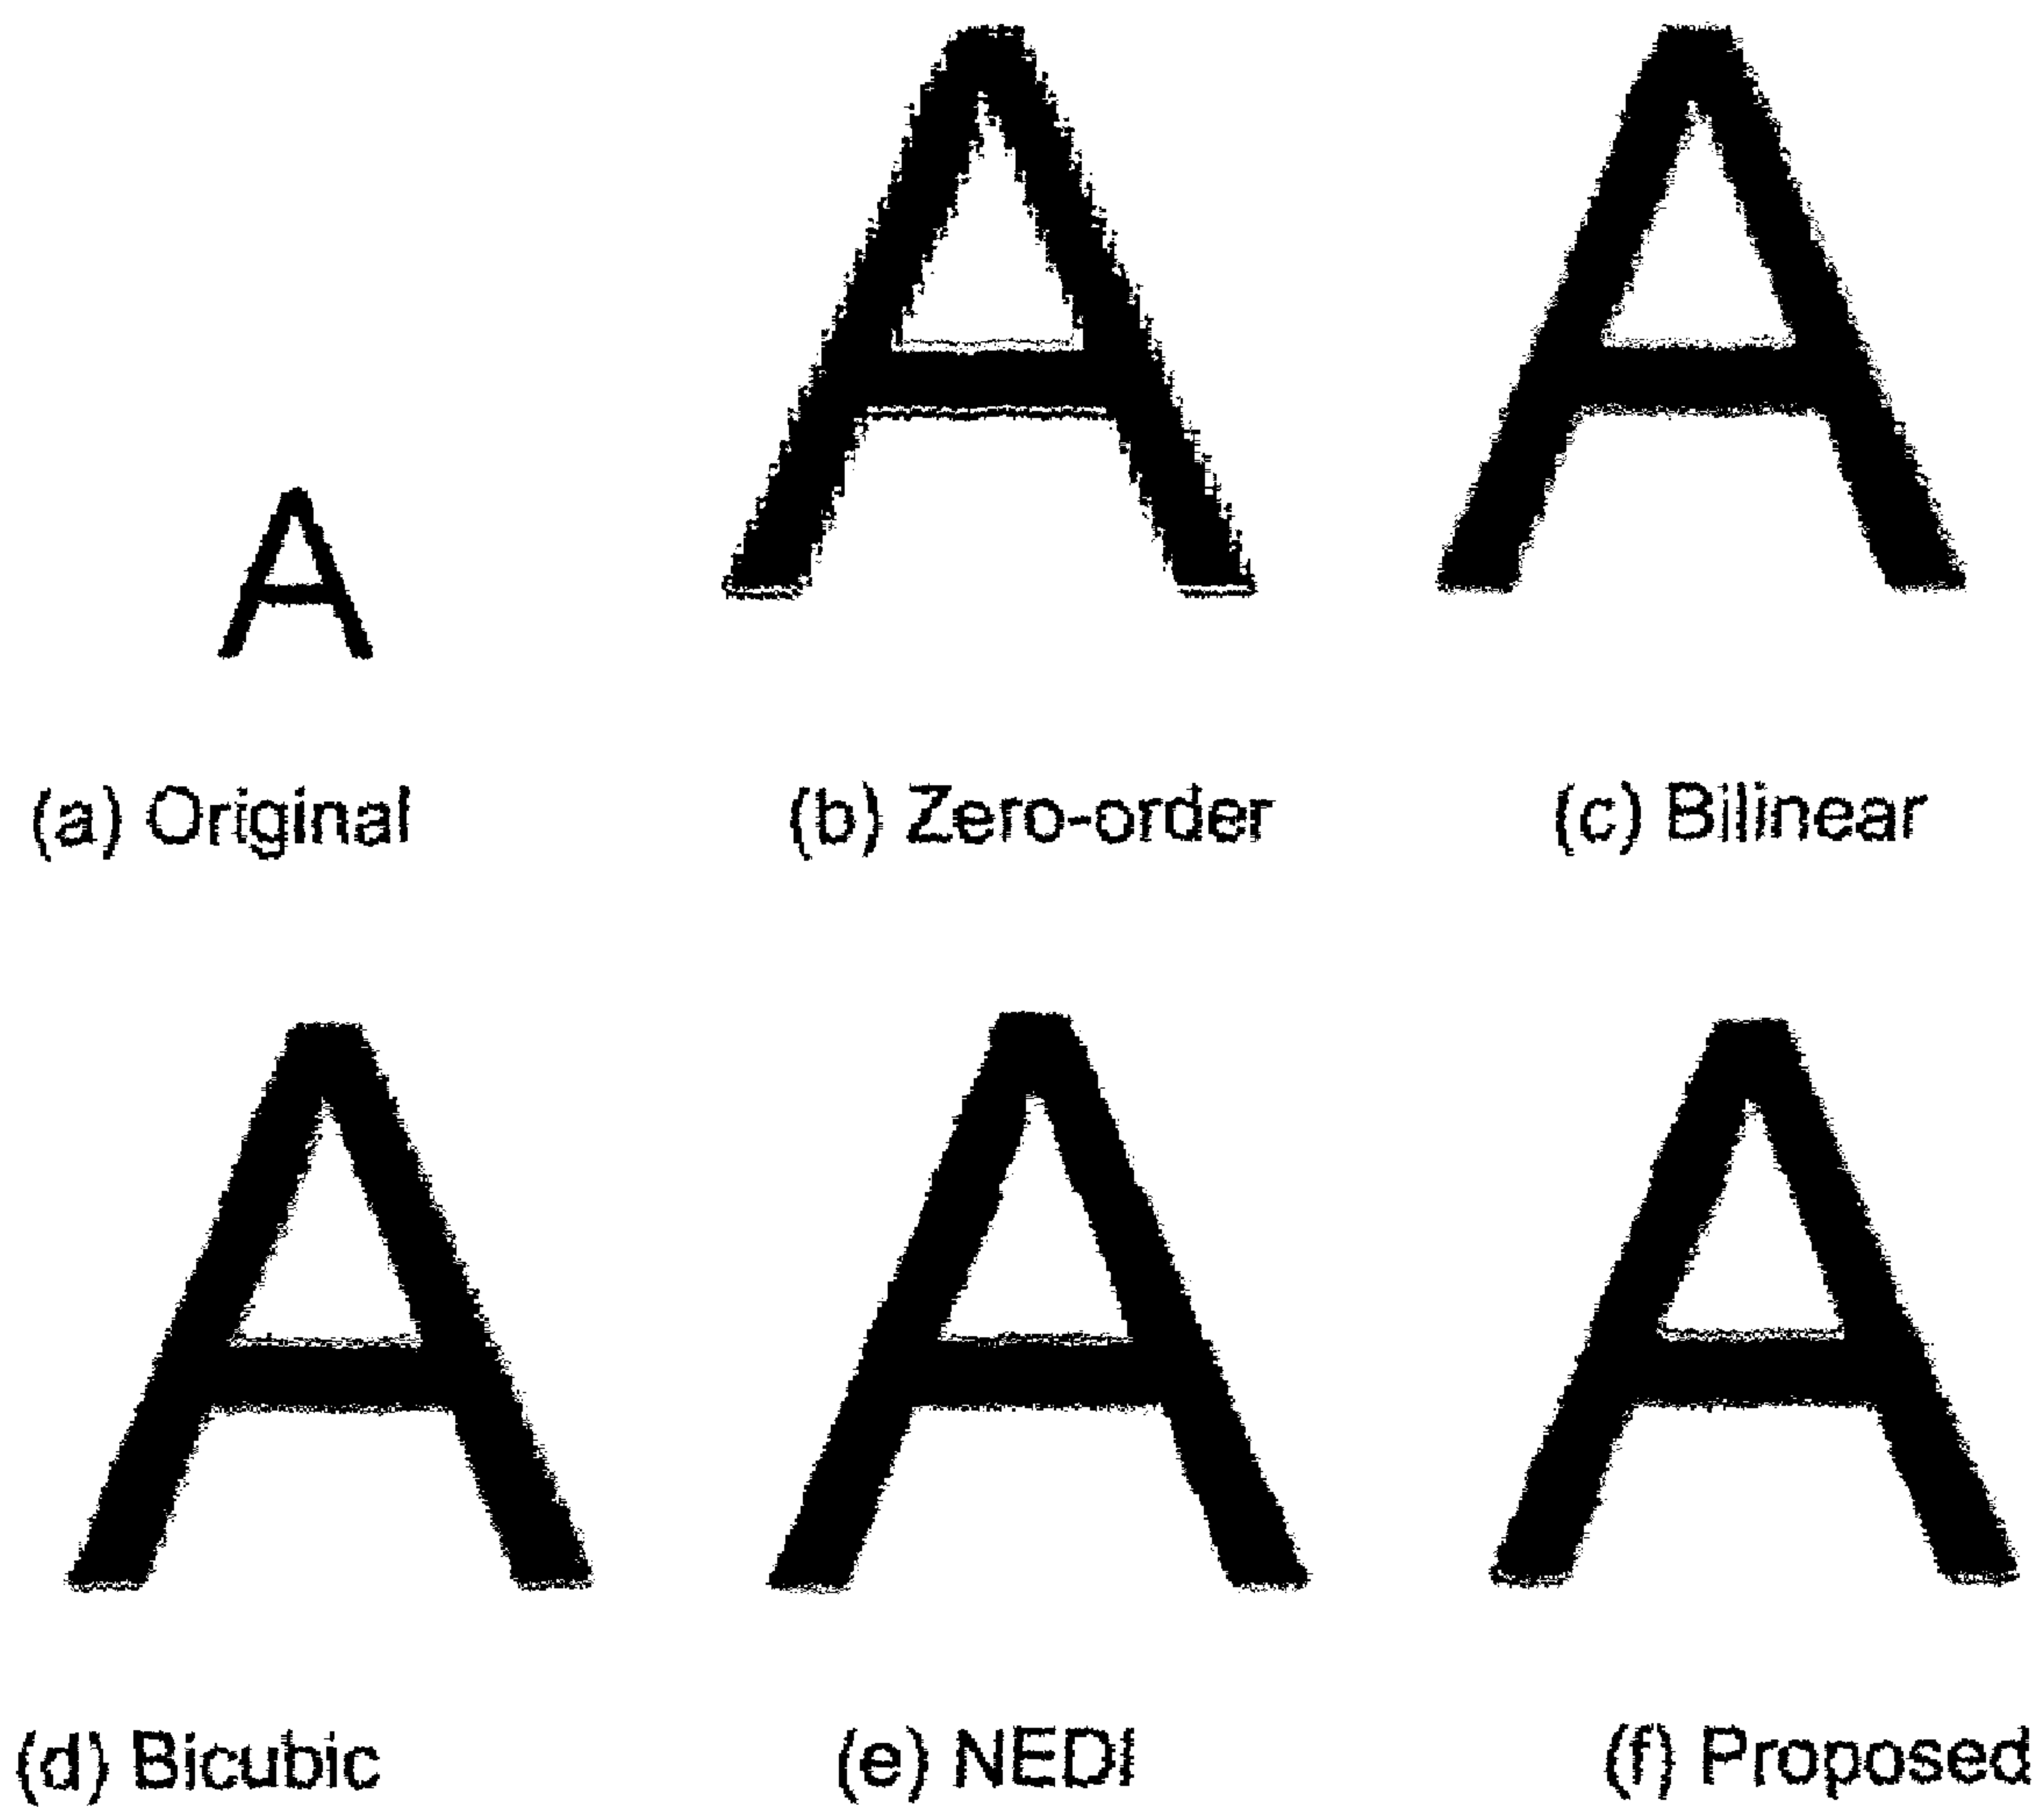 A A A
(a) Original (b) Zero-order (c) Bilinear
A A A
(d) Bicubic (e) NEDI (f) Proposed